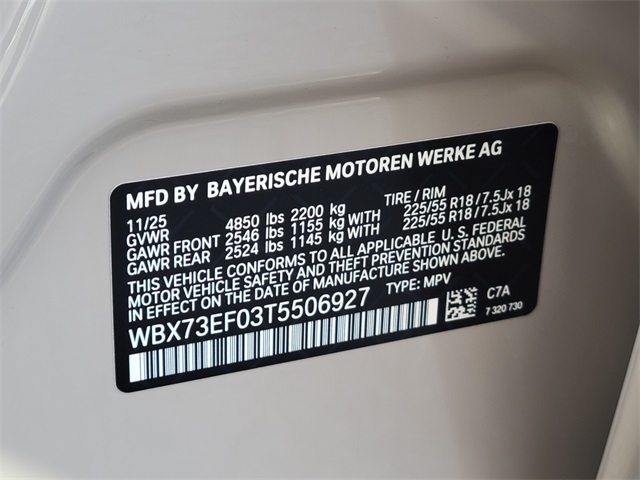 MFD BY BAYERISCHE MOTOREN WERKE AG
11/25 TIRE / RIM
GVWR 4850 lbs 2200 kg
GAWR FRONT 2546 lbs 1155 kg WITH 225/55 R18 / 7.5Jx 18
GAWR REAR 2524 lbs 1145 kg WITH 225/55 R18 / 7.5Jx 18
THIS VEHICLE CONFORMS TO ALL APPLICABLE U. S. FEDERAL
MOTOR VEHICLE SAFETY AND THEFT PREVENTION STANDARDS
IN EFFECT ON THE DATE OF MANUFACTURE SHOWN ABOVE.
WBX73EF03T5506927 TYPE: MPV C7A
7 320 730